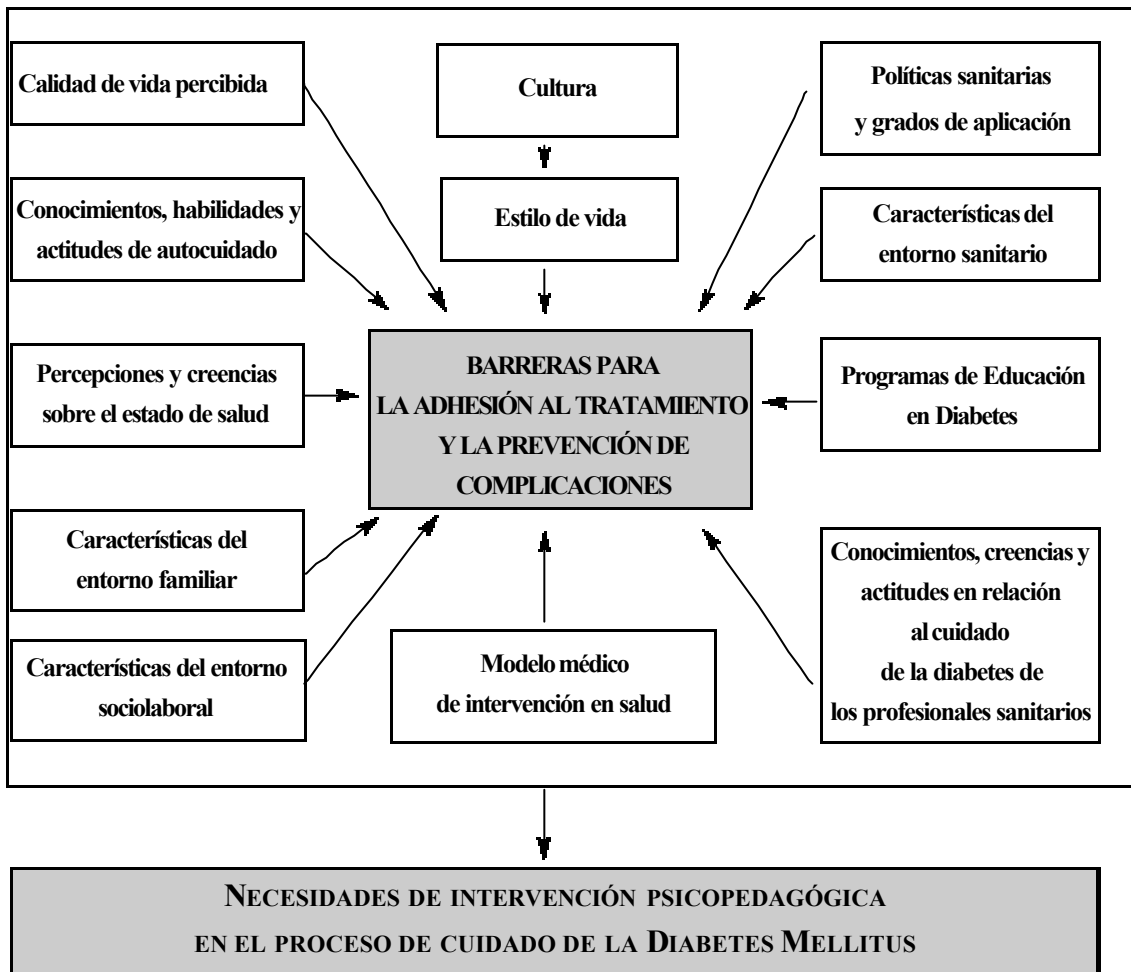 Calidad de vida percibida
Cultura
Políticas sanitarias
y grados de aplicación
Conocimientos, habilidades y
actitudes de autocuidado
Estilo de vida
Características del
entorno sanitario
Percepciones y creencias
sobre el estado de salud
BARRERAS PARA
LA ADHESIÓN AL TRATAMIENTO
Y LA PREVENCIÓN DE
COMPLICACIONES
Programas de Educación
en Diabetes
Características del
entorno familiar
Características del entorno
sociolaboral
Modelo médico
de intervención en salud
Conocimientos, creencias y
actitudes en relación
al cuidado
de la diabetes de
los profesionales sanitarios
NECESIDADES DE INTERVENCIÓN PSICOPEDAGÓGICA
EN EL PROCESO DE CUIDADO DE LA DIABETES MELLITUS